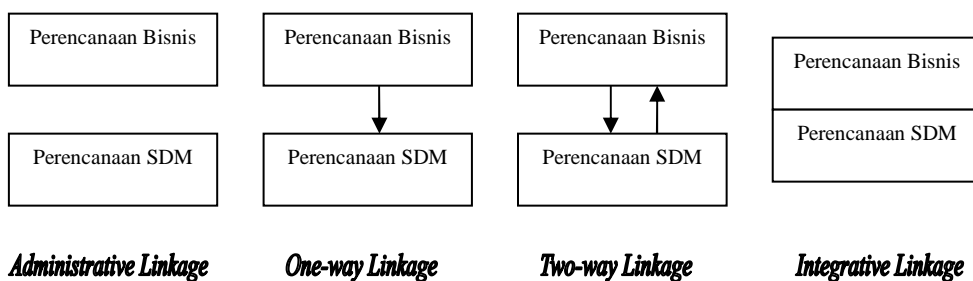 Perencanaan Bisnis
Perencanaan SDM
Administrative Linkage
Perencanaan Bisnis
Perencanaan SDM
One-way Linkage
Perencanaan Bisnis
Perencanaan SDM
Two-way Linkage
Perencanaan Bisnis
Perencanaan SDM
Integrative Linkage